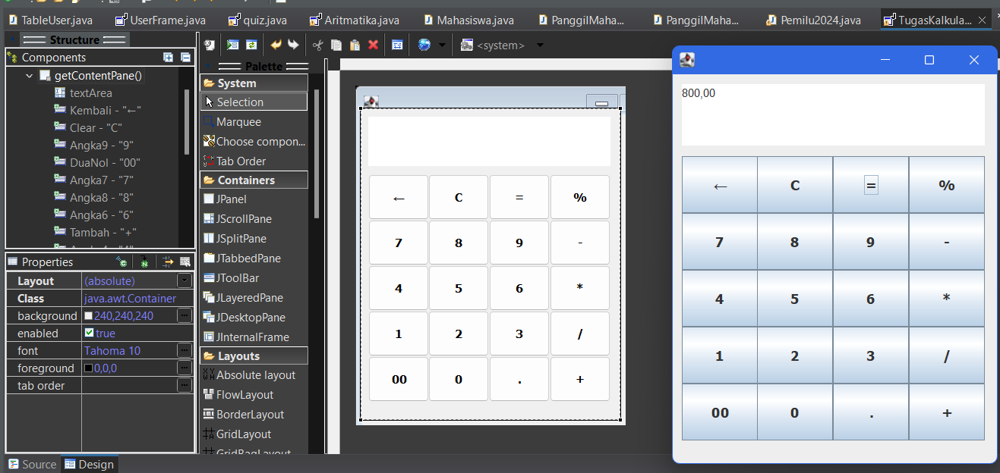 TableUser.java UserFrame.java quiz.java Aritmatika.java Mahasiswa.java PanggilMaha... PanggilMaha... Pemilu2024.java TugasKalkula...
Structure
Components
getContentPane()
textArea
Kembali - "←"
Clear - "C"
Angka9 - "9"
DuaNol - "00"
Angka7 - "7"
Angka8 - "8"
Angka6 - "6"
Tambah - "+"
Properties
Layout (absolute)
Class java.awt.Container
background 240,240,240
enabled true
font Tahoma 10
foreground 0,0,0
tab order
Source Design
<system>
Palette
System
Selection
Marquee
Choose compon...
Tab Order
Containers
JPanel
JScrollPane
JSplitPane
JTabbedPane
JToolBar
JLayeredPane
JDesktopPane
JInternalFrame
Layouts
Absolute layout
FlowLayout
BorderLayout
GridLayout
GridBagLayout
← C = %
7 8 9 -
4 5 6 *
1 2 3 /
00 0 . +
800,00
← C = %
7 8 9 -
4 5 6 *
1 2 3 /
00 0 . +